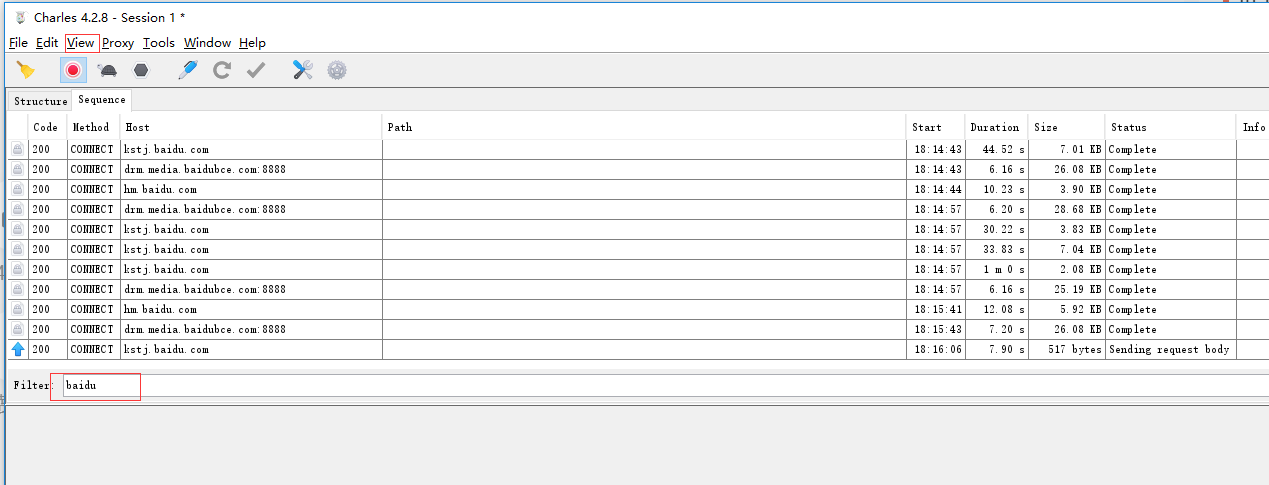 Charles 4.2.8 - Session 1 *
File Edit View Proxy Tools Window Help
Structure Sequence
Code Method Host Path Start Duration Size Status Info
200 CONNECT kstj.baidu.com 18:14:43 44.52 s 7.01 KB Complete
200 CONNECT drm.media.baidubce.com:8888 18:14:43 6.16 s 26.08 KB Complete
200 CONNECT hm.baidu.com 18:14:44 10.23 s 3.90 KB Complete
200 CONNECT drm.media.baidubce.com:8888 18:14:57 6.20 s 28.68 KB Complete
200 CONNECT kstj.baidu.com 18:14:57 30.22 s 3.83 KB Complete
200 CONNECT kstj.baidu.com 18:14:57 33.83 s 7.04 KB Complete
200 CONNECT kstj.baidu.com 18:14:57 1 m 0 s 2.08 KB Complete
200 CONNECT drm.media.baidubce.com:8888 18:14:57 6.16 s 25.19 KB Complete
200 CONNECT hm.baidu.com 18:15:41 12.08 s 5.92 KB Complete
200 CONNECT drm.media.baidubce.com:8888 18:15:43 7.20 s 26.08 KB Complete
200 CONNECT kstj.baidu.com 18:16:06 7.90 s 517 bytes Sending request body
Filter: baidu